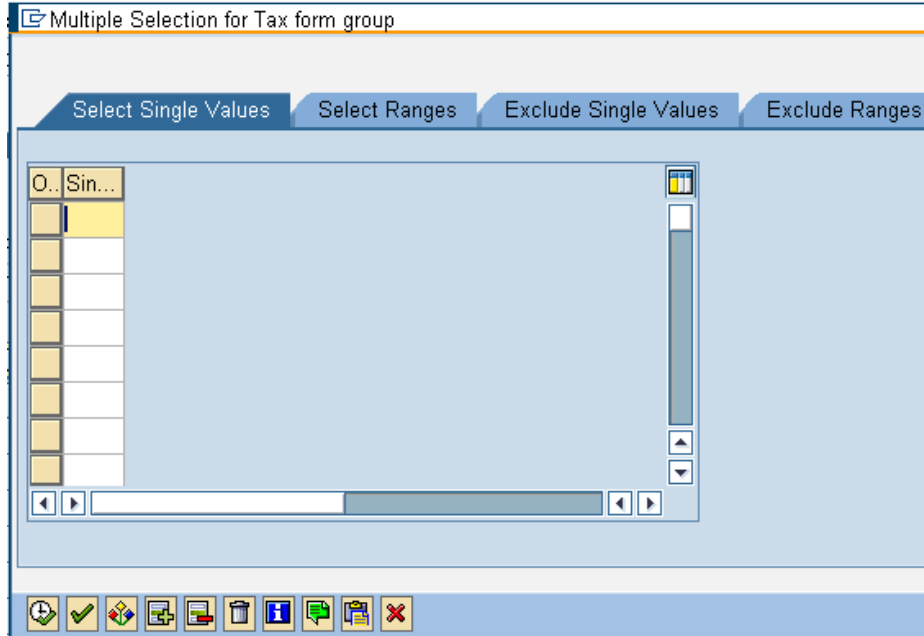 Multiple Selection for Tax form group
Select Single Values Select Ranges Exclude Single Values Exclude Ranges
O.. Sin...